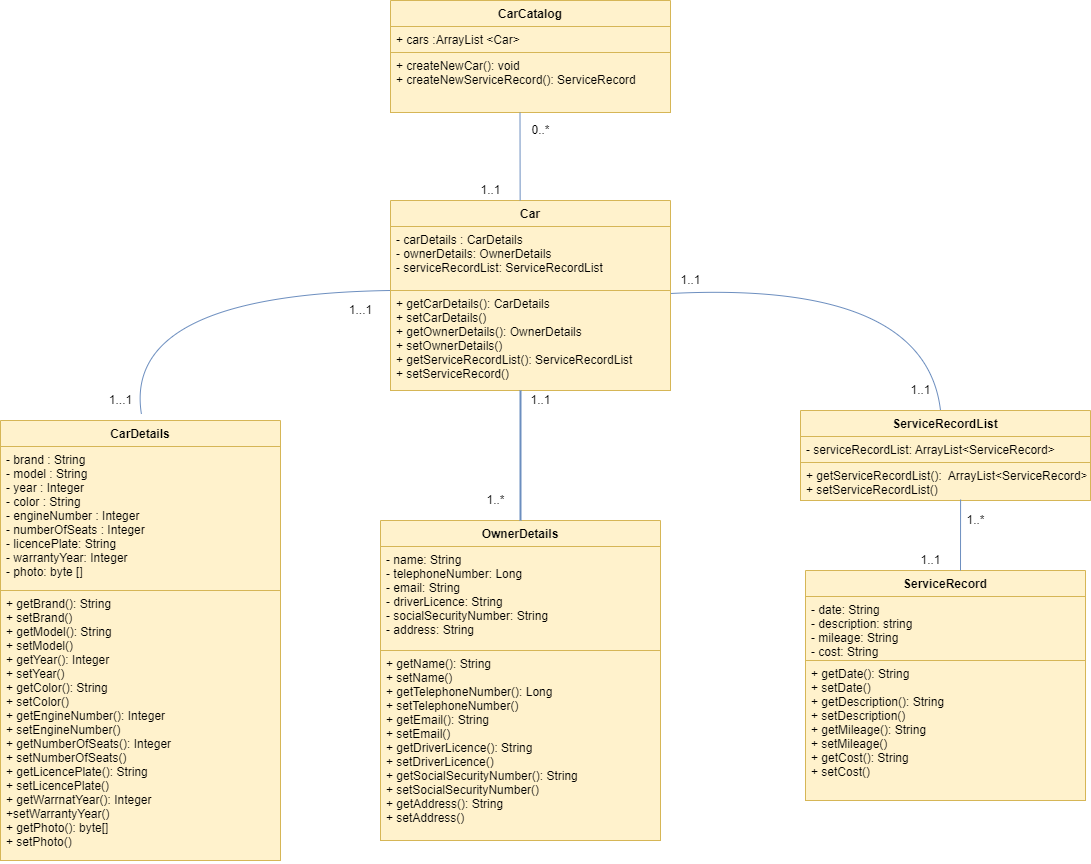 CarCatalog
+ cars :ArrayList <Car>
+ createNewCar(): void
+ createNewServiceRecord(): ServiceRecord
0..*
1..1
Car
- carDetails : CarDetails
- ownerDetails: OwnerDetails
- serviceRecordList: ServiceRecordList
+ getCarDetails(): CarDetails
+ setCarDetails()
+ getOwnerDetails(): OwnerDetails
+ setOwnerDetails()
+ getServiceRecordList(): ServiceRecordList
+ setServiceRecord()
1...1
1...1
1..1
1..*
1..1
1..1
CarDetails
- brand : String
- model : String
- year : Integer
- color : String
- engineNumber : Integer
- numberOfSeats : Integer
- licencePlate: String
- warrantyYear: Integer
- photo: byte []
+ getBrand(): String
+ setBrand()
+ getModel(): String
+ setModel()
+ getYear(): Integer
+ setYear()
+ getColor(): String
+ setColor()
+ getEngineNumber(): Integer
+ setEngineNumber()
+ getNumberOfSeats(): Integer
+ setNumberOfSeats()
+ getLicencePlate(): String
+ setLicencePlate()
+ getWarrnatYear(): Integer
+setWarrantyYear()
+ getPhoto(): byte[]
+ setPhoto()
OwnerDetails
- name: String
- telephoneNumber: Long
- email: String
- driverLicence: String
- socialSecurityNumber: String
- address: String
+ getName(): String
+ setName()
+ getTelephoneNumber(): Long
+ setTelephoneNumber()
+ getEmail(): String
+ setEmail()
+ getDriverLicence(): String
+ setDriverLicence()
+ getSocialSecurityNumber(): String
+ setSocialSecurityNumber()
+ getAddress(): String
+ setAddress()
ServiceRecordList
- serviceRecordList: ArrayList<ServiceRecord>
+ getServiceRecordList():  ArrayList<ServiceRecord>
+ setServiceRecordList()
1..*
1..1
ServiceRecord
- date: String
- description: string
- mileage: String
- cost: String
+ getDate(): String
+ setDate()
+ getDescription(): String
+ setDescription()
+ getMileage(): String
+ setMileage()
+ getCost(): String
+ setCost()